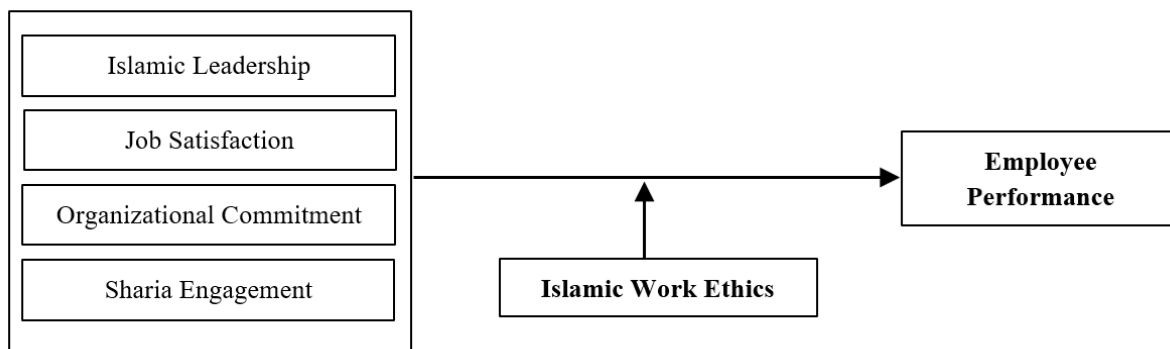 Islamic Leadership
Job Satisfaction
Organizational Commitment
Sharia Engagement
Employee
Performance
Islamic Work Ethics